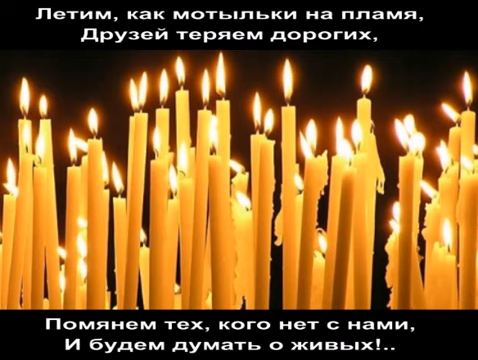 Летим, как мотыльки на пламя,
Друзей теряем дорогих,
Помянем тех, кого нет с нами,
И будем думать о живых!..